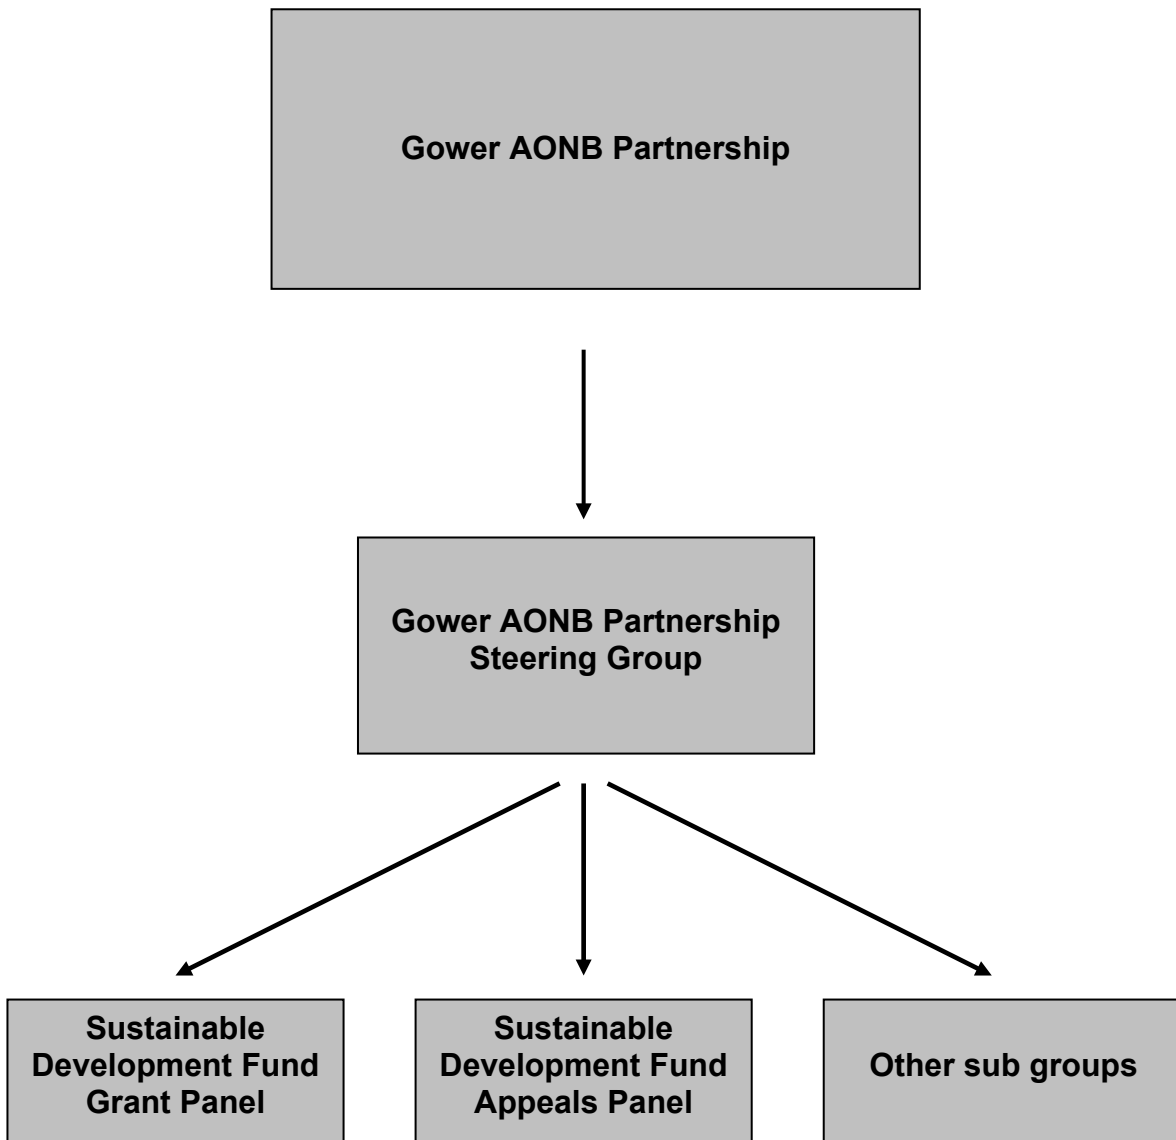 Gower AONB Partnership
Gower AONB Partnership
Steering Group
Sustainable
Development Fund
Grant Panel
Sustainable
Development Fund
Appeals Panel
Other sub groups